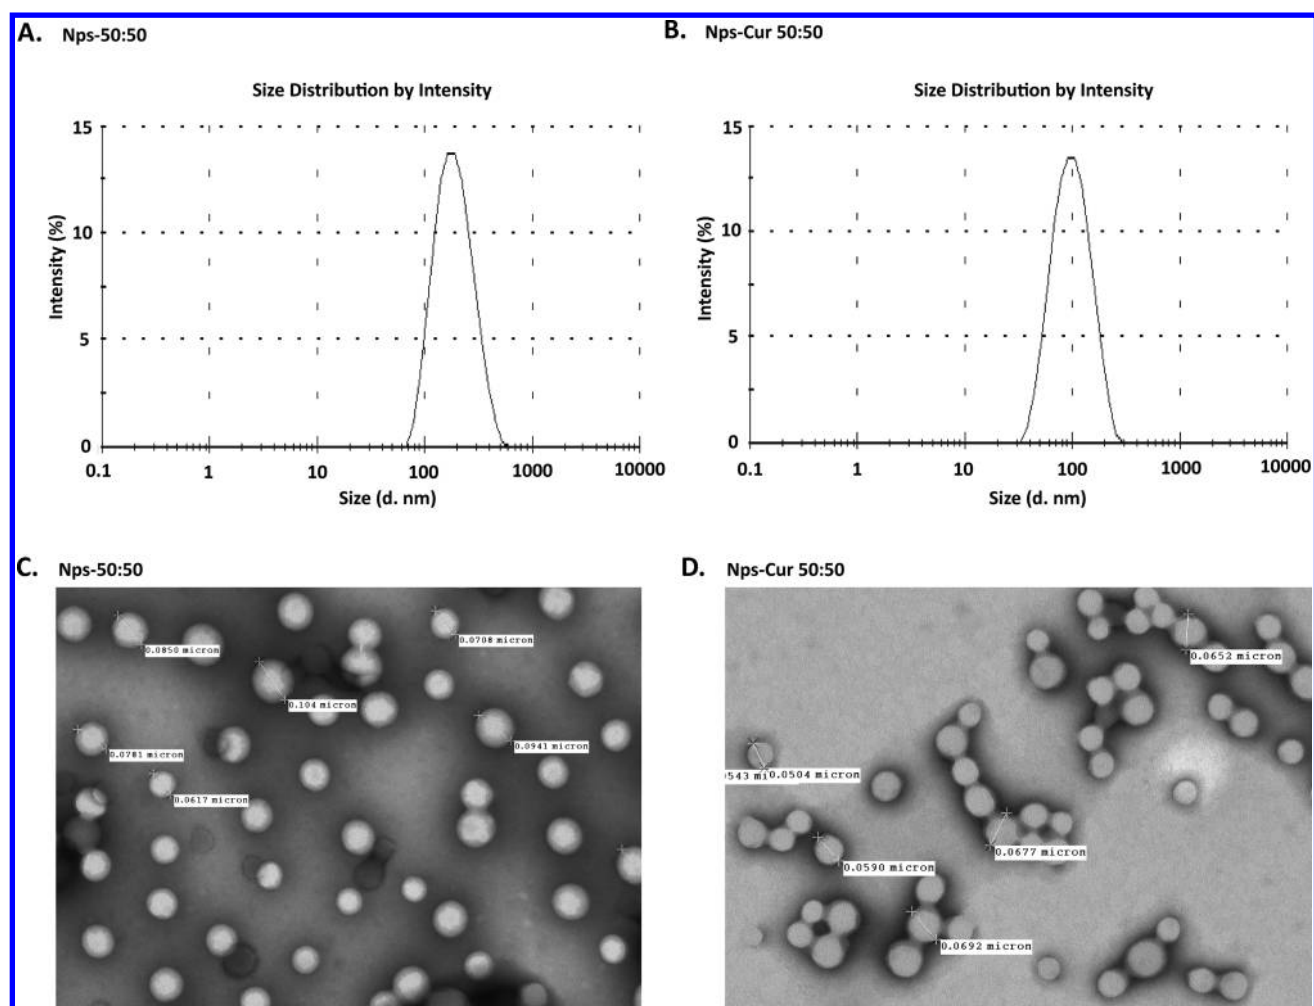 A. Nps-50:50
B. Nps-Cur 50:50
Size Distribution by Intensity
15
10
5
0
Intensity (%)
0.1 1 10 100 1000 10000
Size (d. nm)
Size Distribution by Intensity
15
10
5
0
Intensity (%)
0.1 1 10 100 1000 10000
Size (d. nm)
C. Nps-50:50
0.0708 micron
0.0850 micron
0.104 micron
0.0941 micron
0.0781 micron
0.0617 micron
D. Nps-Cur 50:50
0.0652 micron
0.0504 micron
0.0677 micron
0.0590 micron
0.0692 micron